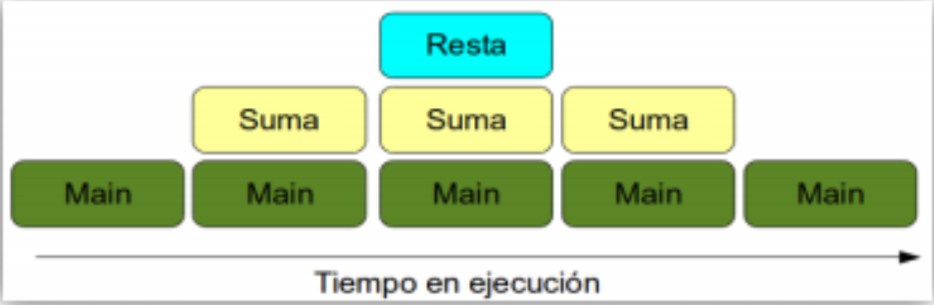 Resta
Suma Suma Suma
Main Main Main Main Main
Tiempo en ejecución